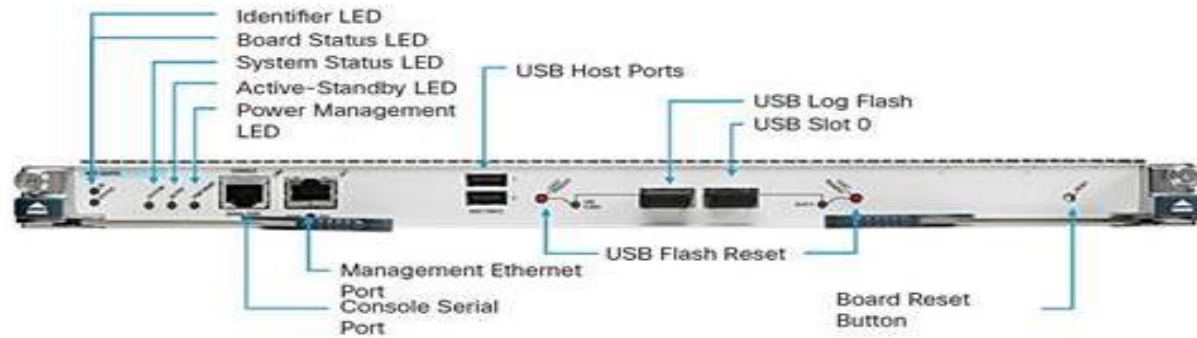 Identifier LED
Board Status LED
System Status LED
Active-Standby LED
Power Management
LED
USB Host Ports
USB Log Flash
USB Slot 0
USB Flash Reset
Management Ethernet
Port
Console Serial
Port
Board Reset
Button